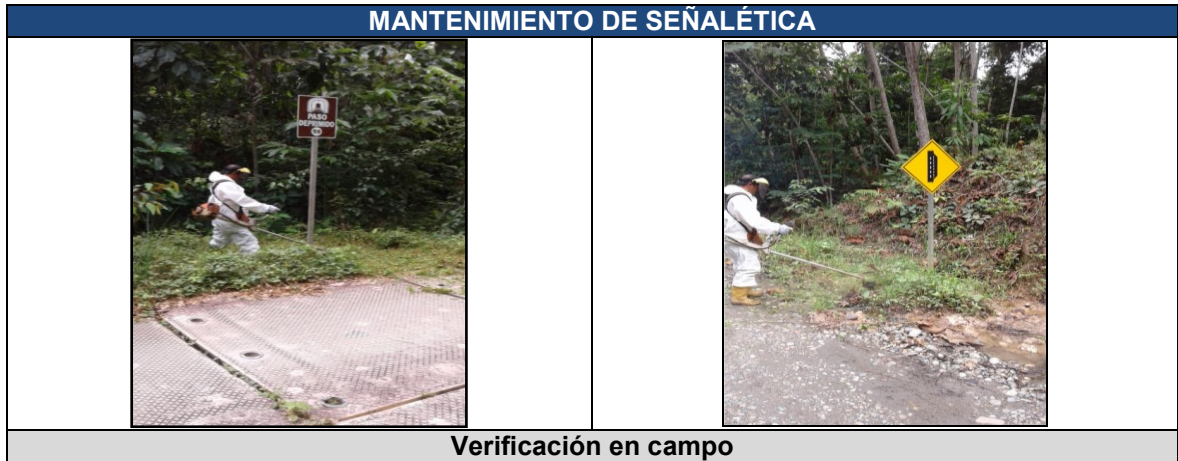 MANTENIMIENTO DE SEÑALÉTICA
PASO
DEPRIMIDO
Verificación en campo